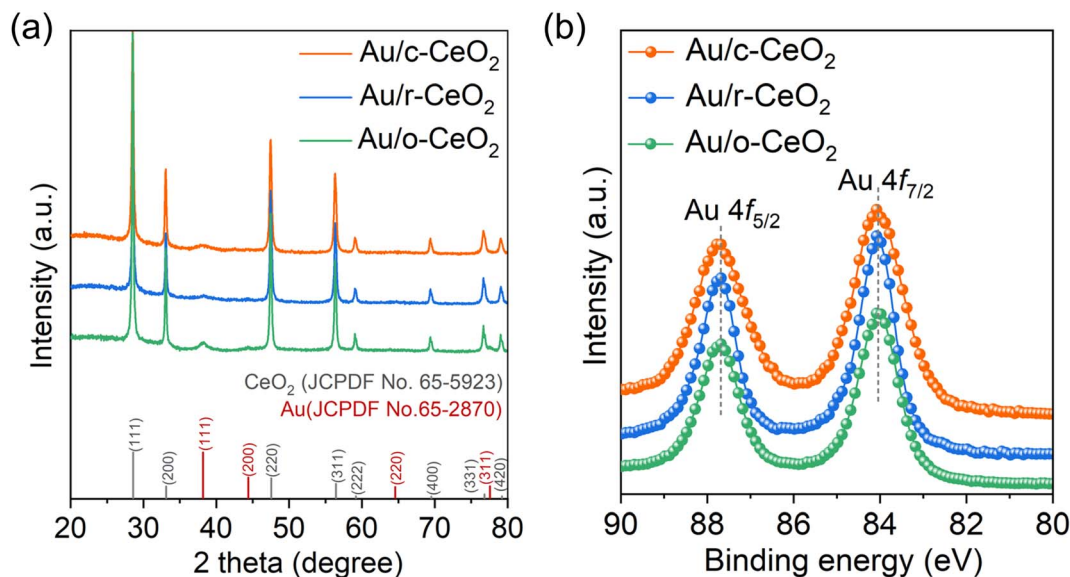 (a)
Au/c-CeO2
Au/r-CeO2
Au/o-CeO2
Intensity (a.u.)
CeO2 (JCPDF No. 65-5923)
Au(JCPDF No.65-2870)
(111)
(200)
(111)
(200)
(220)
(311)
(222)
(220)
(400)
(331)
(311)
(420)
20 30 40 50 60 70 80
2 theta (degree)
(b)
Au/c-CeO2
Au/r-CeO2
Au/o-CeO2
Au 4f7/2
Au 4f5/2
Intensity (a.u.)
90 88 86 84 82 80
Binding energy (eV)